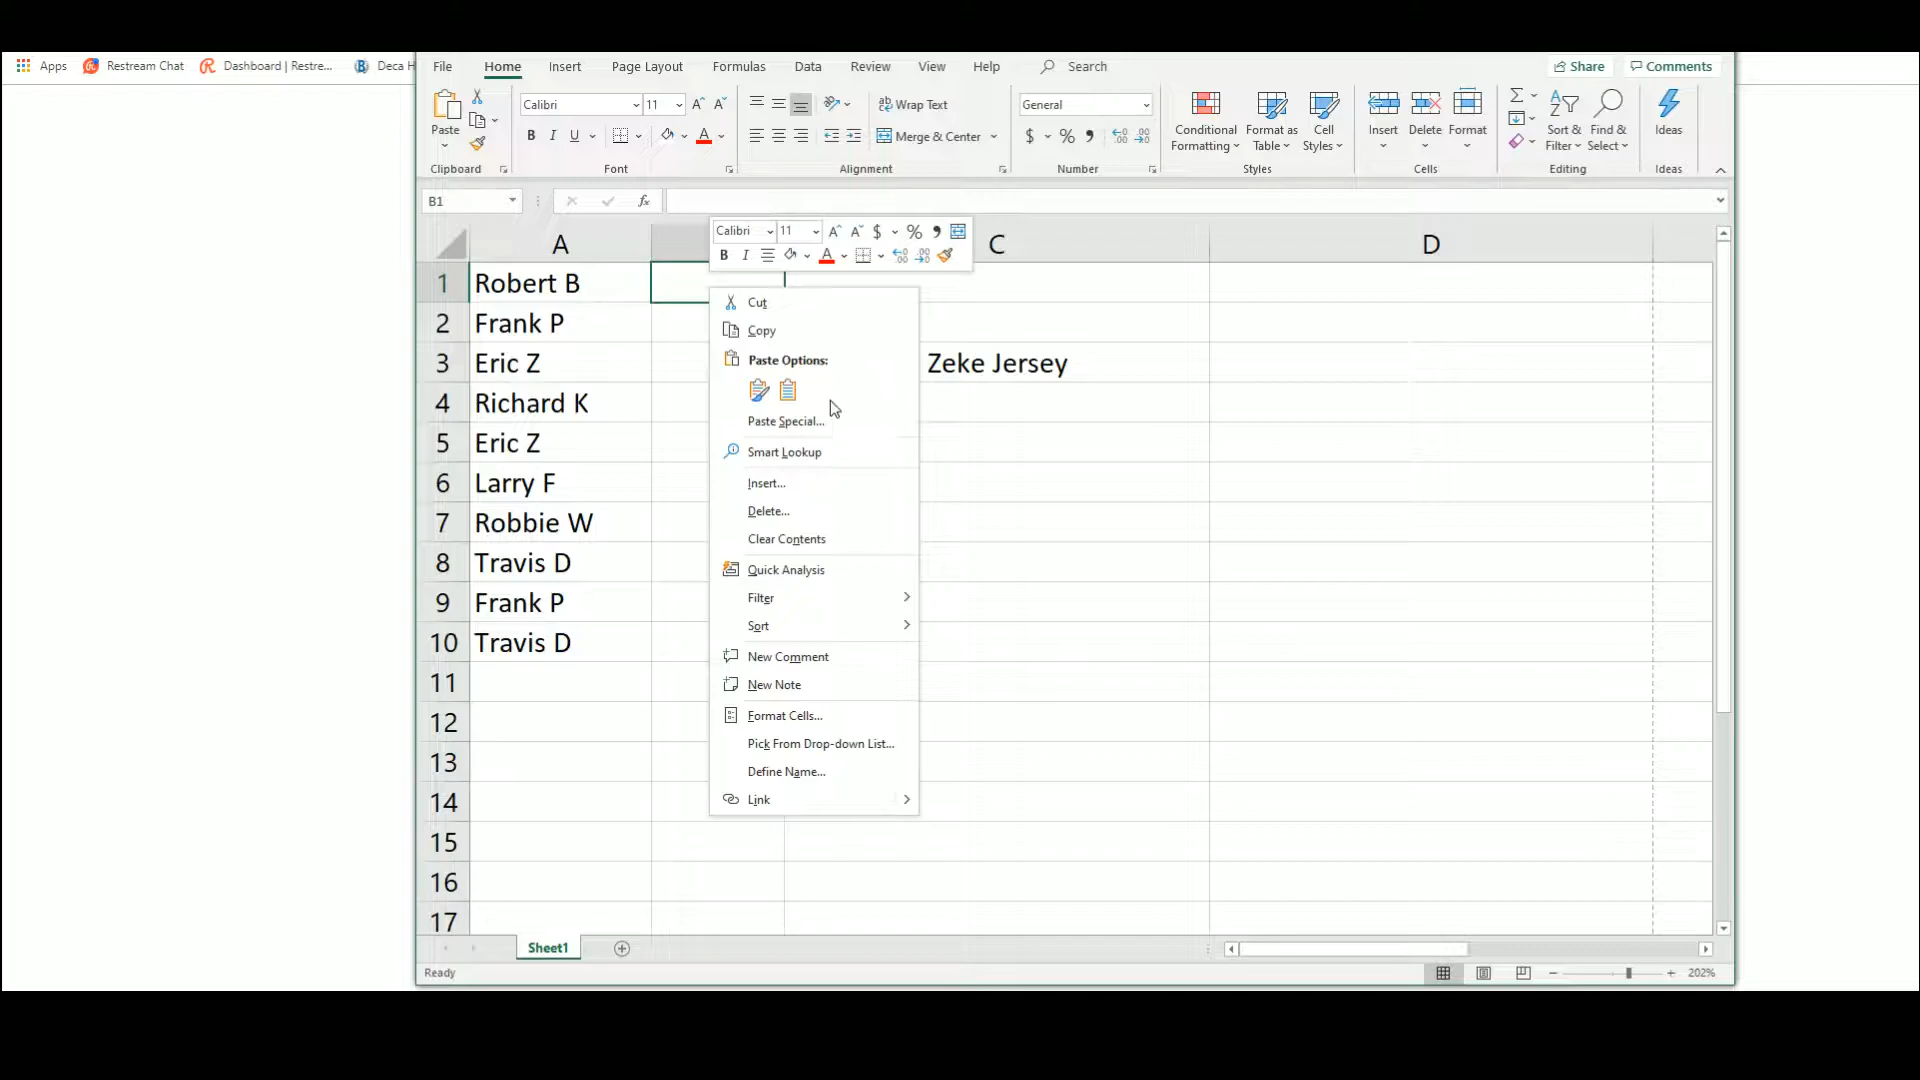 Apps Restream Chat Dashboard | Restre... Deca H
File Home Insert Page Layout Formulas Data Review View Help Search Share Comments
Paste
Clipboard
Calibri 11
B I U A
Font
Wrap Text
Merge & Center
Alignment
General
$ % 9
Number
Conditional Formatting
Format as Table
Cell Styles
Styles
Insert Delete Format
Cells
Sort & Filter
Find & Select
Editing
Ideas
Ideas
B1 fx
Calibri 11 $ % 9
B I A
A C D
1 Robert B
2 Frank P
3 Eric Z Zeke Jersey
4 Richard K
5 Eric Z
6 Larry F
7 Robbie W
8 Travis D
9 Frank P
10 Travis D
11
12
13
14
15
16
17
Cut
Copy
Paste Options:
Paste Special...
Smart Lookup
Insert...
Delete...
Clear Contents
Quick Analysis
Filter
Sort
New Comment
New Note
Format Cells...
Pick From Drop-down List...
Define Name...
Link
Sheet1
Ready 202%